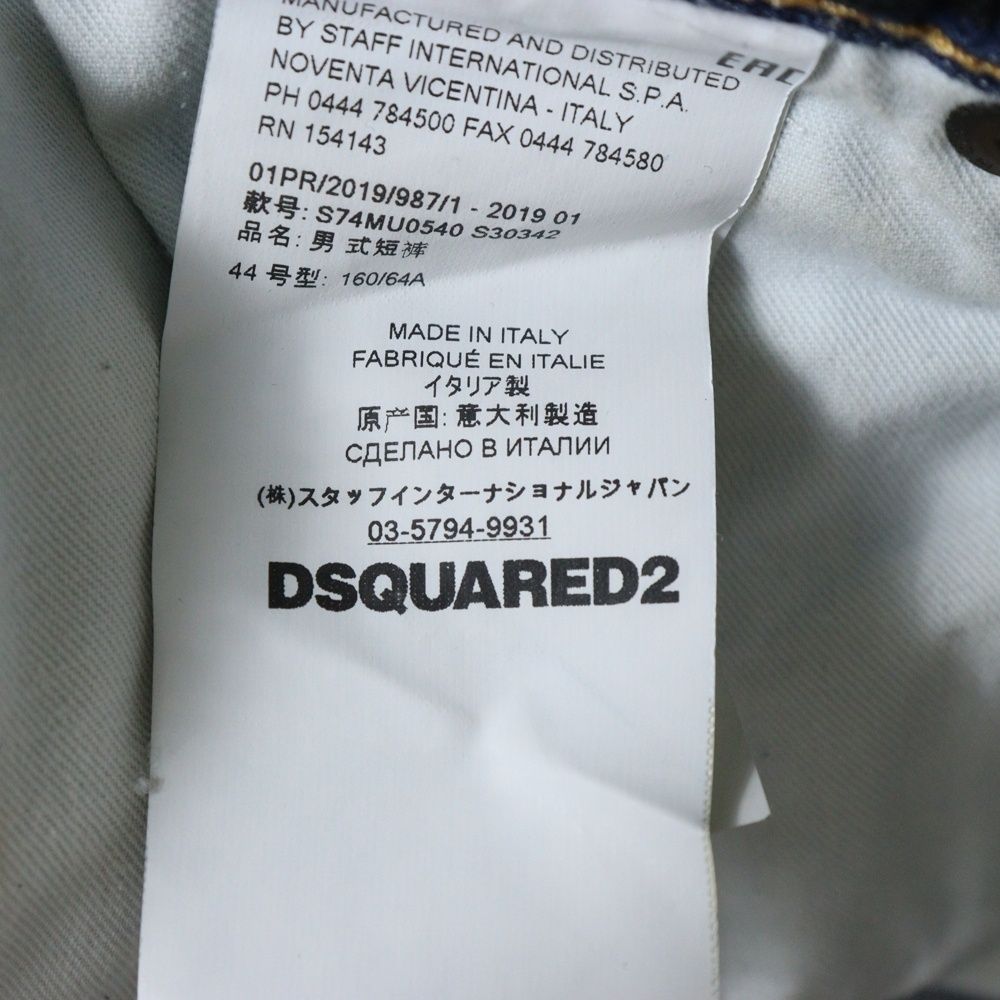 MANUFACTURED AND DISTRIBUTED
EAC
BY STAFF INTERNATIONAL S.P.A.
NOVENTA VICENTINA - ITALY
PH 0444 784500 FAX 0444 784580
RN 154143
01PR/2019/987/1 - 2019 01
款号: S74MU0540 S30342
品名: 男 式短裤
44 号型: 160/64A
MADE IN ITALY
FABRIQUÉ EN ITALIE
イタリア製
原产国: 意大利製造
СДЕЛАНО В ИТАЛИИ
(株)スタッフインターナショナルジャパン
03-5794-9931
DSQUARED2